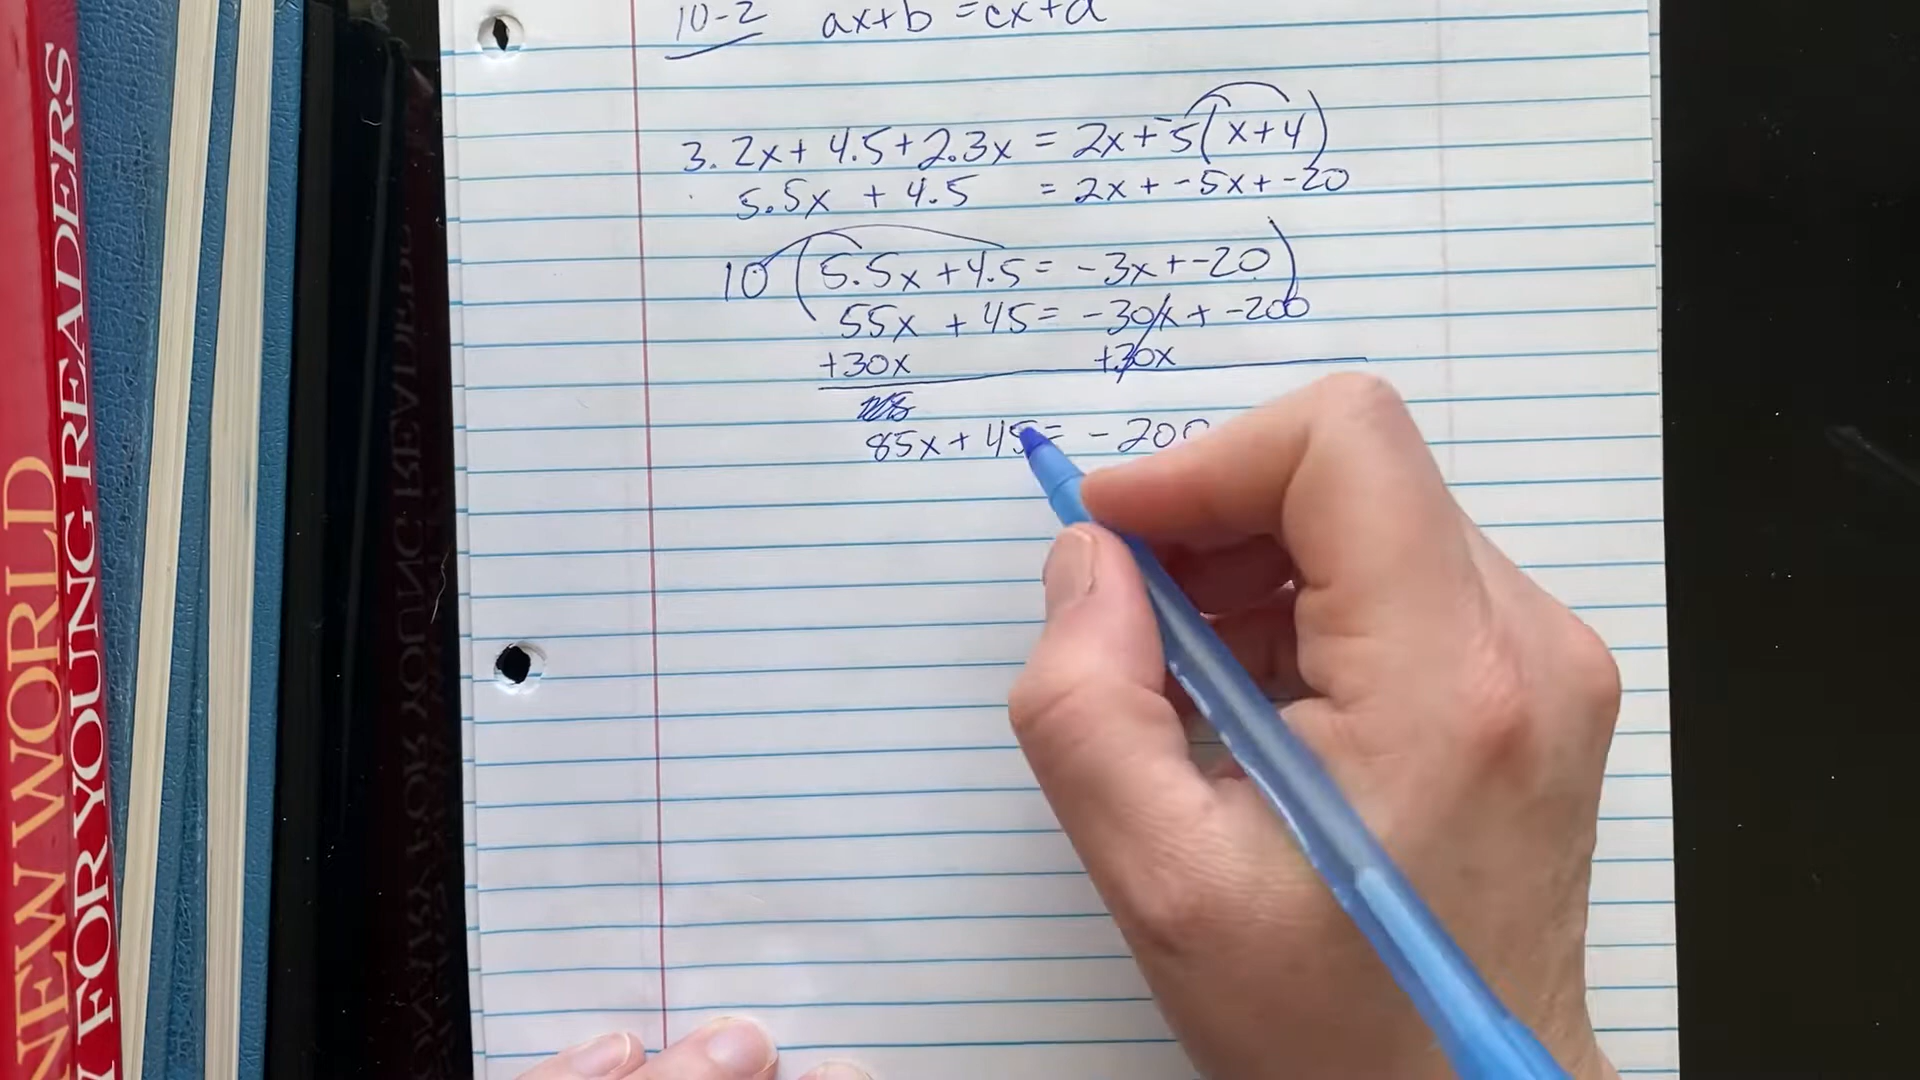 10-2 ax+b = cx+d
3.2x + 4.5 + 2.3x = 2x + -5(x+4)
5.5x + 4.5 = 2x + -5x + -20
10(5.5x + 4.5 = -3x + -20)
55x + 45 = -30x + -200
+30x +30x
85x + 45 = -200
NEW WORLD
FOR YOUNG READERS